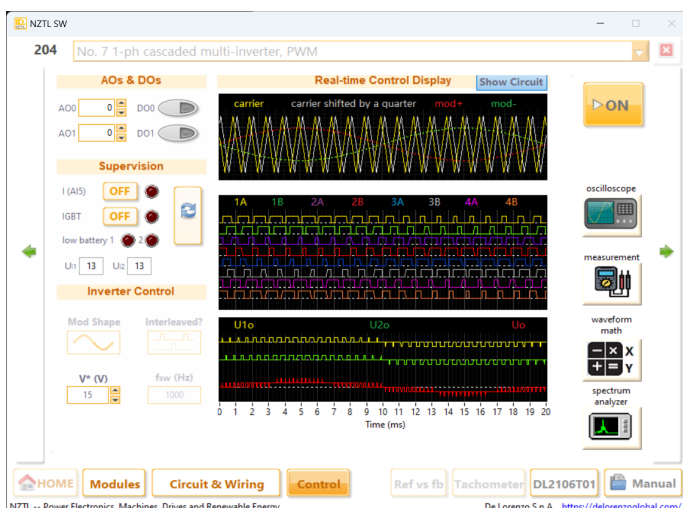 NZTL SW
204 No. 7 1-ph cascaded multi-inverter, PWM
AOs & DOs
AO0 0 DO0
AO1 0 DO1
Supervision
I (AI5) OFF
IGBT OFF
low battery 1 2
Ui1 13 Ui2 13
Inverter Control
Mod Shape Interleaved?
V* (V) fsw (Hz)
15 1000
Real-time Control Display Show Circuit
carrier carrier shifted by a quarter mod+ mod-
1A 1B 2A 2B 3A 3B 4A 4B
U1o U2o Uo
0 1 2 3 4 5 6 7 8 9 10 11 12 13 14 15 16 17 18 19 20
Time (ms)
ON
oscilloscope
measurement
waveform
math
X
Y
spectrum
analyzer
HOME Modules Circuit & Wiring Control Ref vs fb Tachometer DL2106T01 Manual
NZTL -- Power Electronics, Machines, Drives and Renewable Energy De Lorenzo S.p.A. https://delorenzoglobal.com/